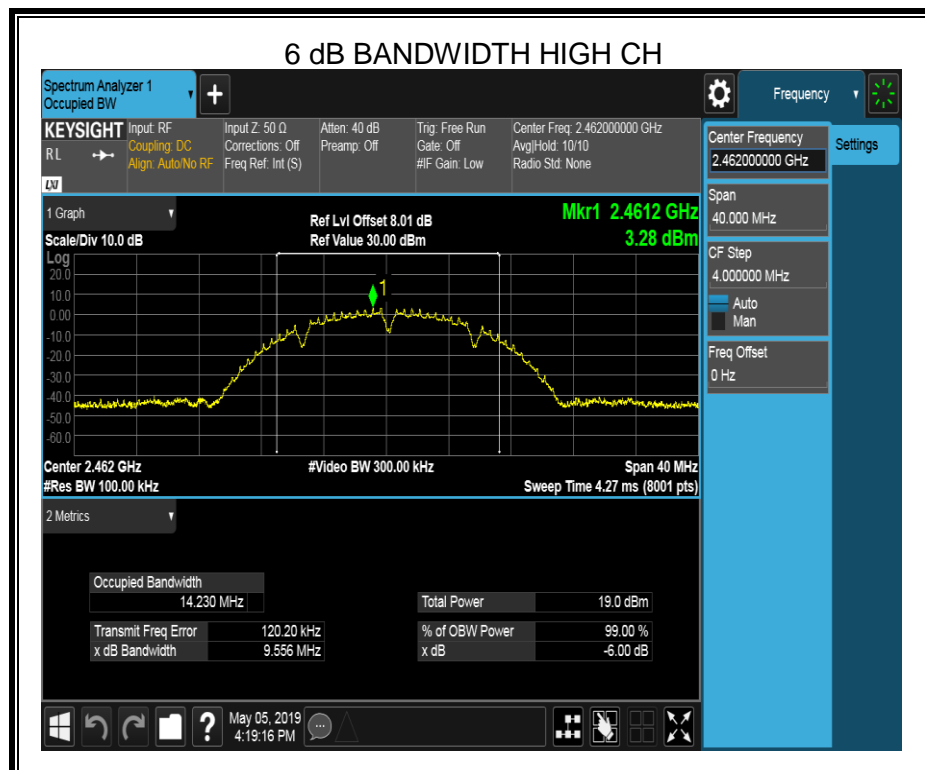 6 dB BANDWIDTH HIGH CH
Spectrum Analyzer 1
Occupied BW
+
Frequency
KEYSIGHT
RL
LXI
Input: RF
Coupling: DC
Align: Auto/No RF
Input Z: 50 Ω
Corrections: Off
Freq Ref: Int (S)
Atten: 40 dB
Preamp: Off
Trig: Free Run
Gate: Off
#IF Gain: Low
Center Freq: 2.462000000 GHz
Avg|Hold: 10/10
Radio Std: None
Center Frequency
2.462000000 GHz
Settings
Span
40.000 MHz
CF Step
4.000000 MHz
Auto
Man
Freq Offset
0 Hz
1 Graph
Scale/Div 10.0 dB
Ref Lvl Offset 8.01 dB
Ref Value 30.00 dBm
Mkr1 2.4612 GHz
3.28 dBm
Log
20.0
10.0
0.00
-10.0
-20.0
-30.0
-40.0
-50.0
-60.0
1
Center 2.462 GHz
#Res BW 100.00 kHz
#Video BW 300.00 kHz
Span 40 MHz
Sweep Time 4.27 ms (8001 pts)
2 Metrics
Occupied Bandwidth
14.230 MHz
Total Power 19.0 dBm
Transmit Freq Error 120.20 kHz
% of OBW Power 99.00 %
x dB Bandwidth 9.556 MHz
x dB -6.00 dB
?
May 05, 2019
4:19:16 PM